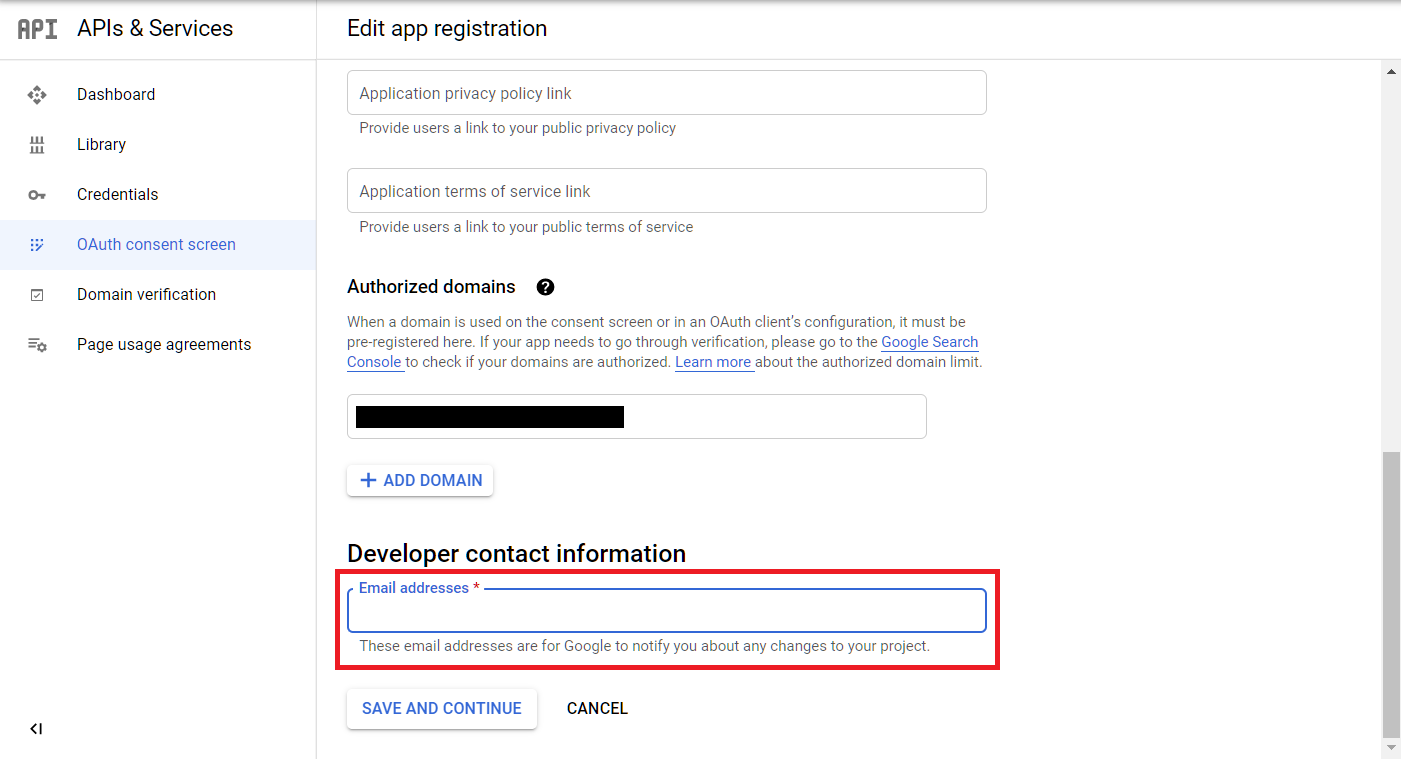 API APIs & Services
Edit app registration
Dashboard
Library
Credentials
OAuth consent screen
Domain verification
Page usage agreements
Application privacy policy link
Provide users a link to your public privacy policy
Application terms of service link
Provide users a link to your public terms of service
Authorized domains ?
When a domain is used on the consent screen or in an OAuth client’s configuration, it must be
pre-registered here. If your app needs to go through verification, please go to the Google Search
Console to check if your domains are authorized. Learn more about the authorized domain limit.
+ ADD DOMAIN
Developer contact information
Email addresses *
These email addresses are for Google to notify you about any changes to your project.
SAVE AND CONTINUE CANCEL